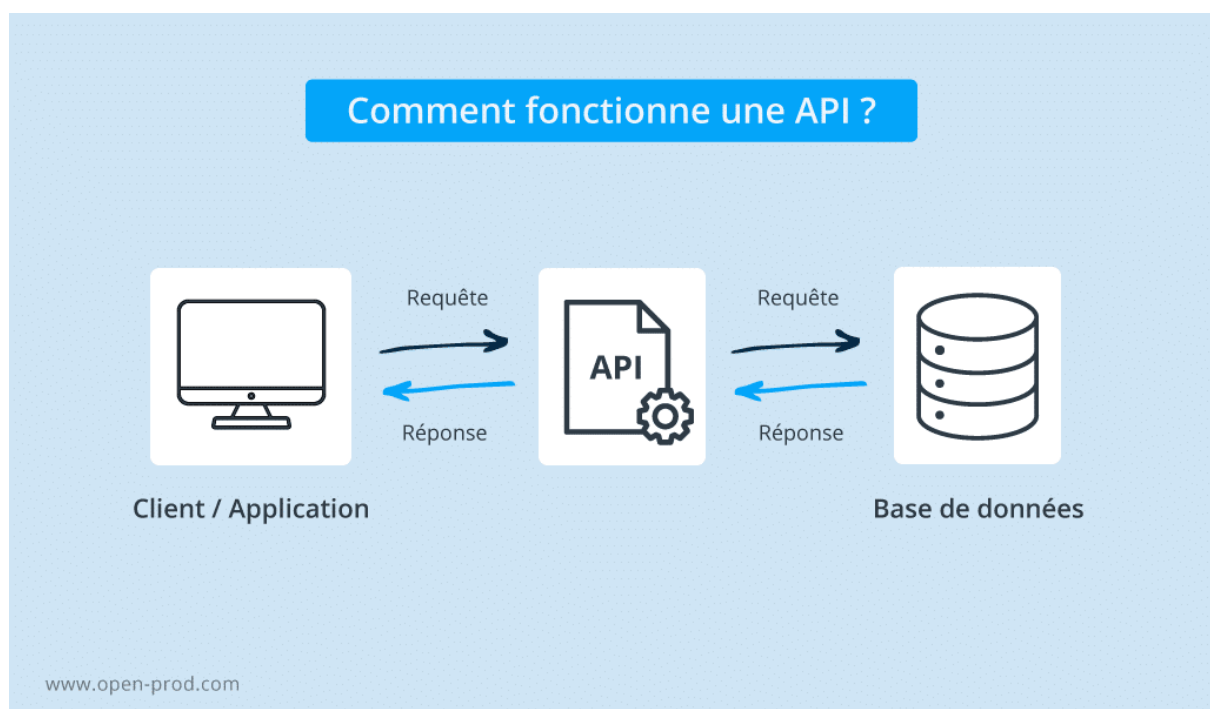 Comment fonctionne une API ?
Requête
Requête
API
Réponse
Réponse
Client / Application
Base de données
www.open-prod.com